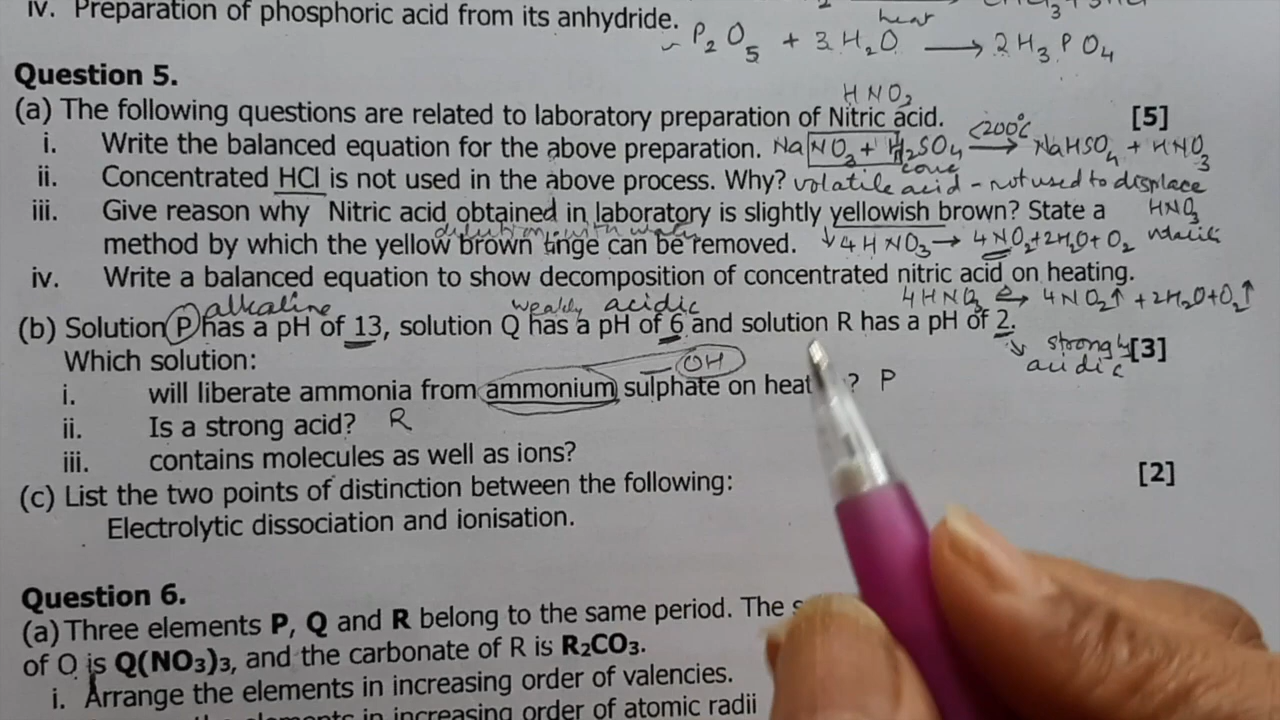 iv. Preparation of phosphoric acid from its anhydride. P2O5 + 3H2O heat → 2H3PO4
Question 5.
HNO3
(a) The following questions are related to laboratory preparation of Nitric acid. [5]
i. Write the balanced equation for the above preparation. NaNO3 + H2SO4 conc <200°C → NaHSO4 + HNO3
ii. Concentrated HCl is not used in the above process. Why? volatile acid - not used to displace HNO3
iii. Give reason why Nitric acid obtained in laboratory is slightly yellowish brown? State a
dilution with water
method by which the yellow brown tinge can be removed. ↓ 4HNO3 → 4NO2+2H2O+O2
iv. Write a balanced equation to show decomposition of concentrated nitric acid on heating.
4HNO3 → 4NO2↑ + 2H2O+O2↑
alkaline weakly acidic
(b) Solution P has a pH of 13, solution Q has a pH of 6 and solution R has a pH of 2.
strongly acidic
Which solution: [3]
OH
i. will liberate ammonia from ammonium sulphate on heat ? P
ii. Is a strong acid? R
iii. contains molecules as well as ions?
(c) List the two points of distinction between the following: [2]
Electrolytic dissociation and ionisation.
Question 6.
(a) Three elements P, Q and R belong to the same period. The
of Q is Q(NO3)3, and the carbonate of R is R2CO3.
i. Arrange the elements in increasing order of valencies.
elements in increasing order of atomic radii